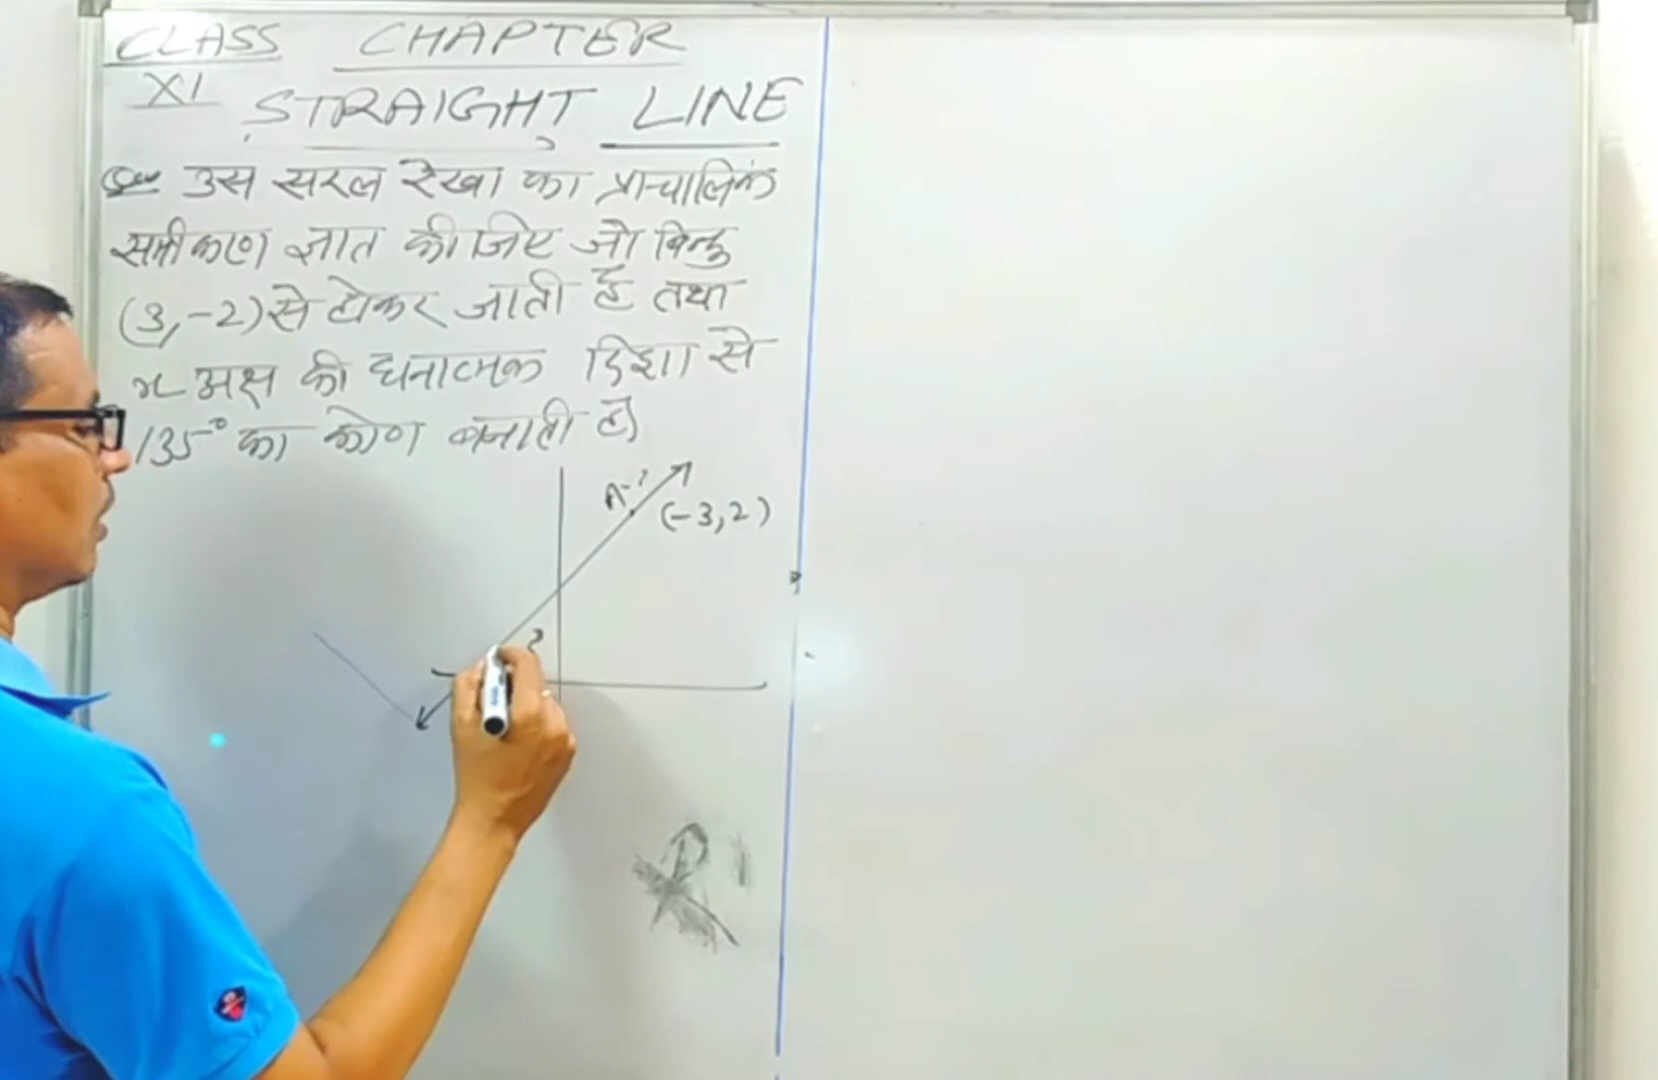 CLASS CHAPTER
XI STRAIGHT LINE
Que उस सरल रेखा का प्राचालिक
समीकरण ज्ञात कीजिए जो बिन्दु
(3,-2) से होकर जाती है तथा
x अक्ष की धनात्मक दिशा से
135° का कोण बनाती हो
(-3,2)